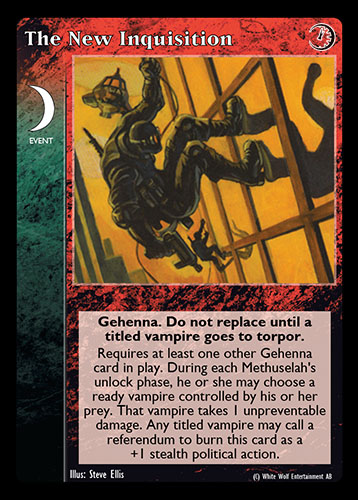 The New Inquisition
EVENT
Gehenna. Do not replace until a
titled vampire goes to torpor.
Requires at least one other Gehenna
card in play. During each Methuselah's
unlock phase, he or she may choose a
ready vampire controlled by his or her
prey. That vampire takes 1 unpreventable
damage. Any titled vampire may call a
referendum to burn this card as a
+1 stealth political action.
Illus: Steve Ellis
(C) White Wolf Entertainment AB